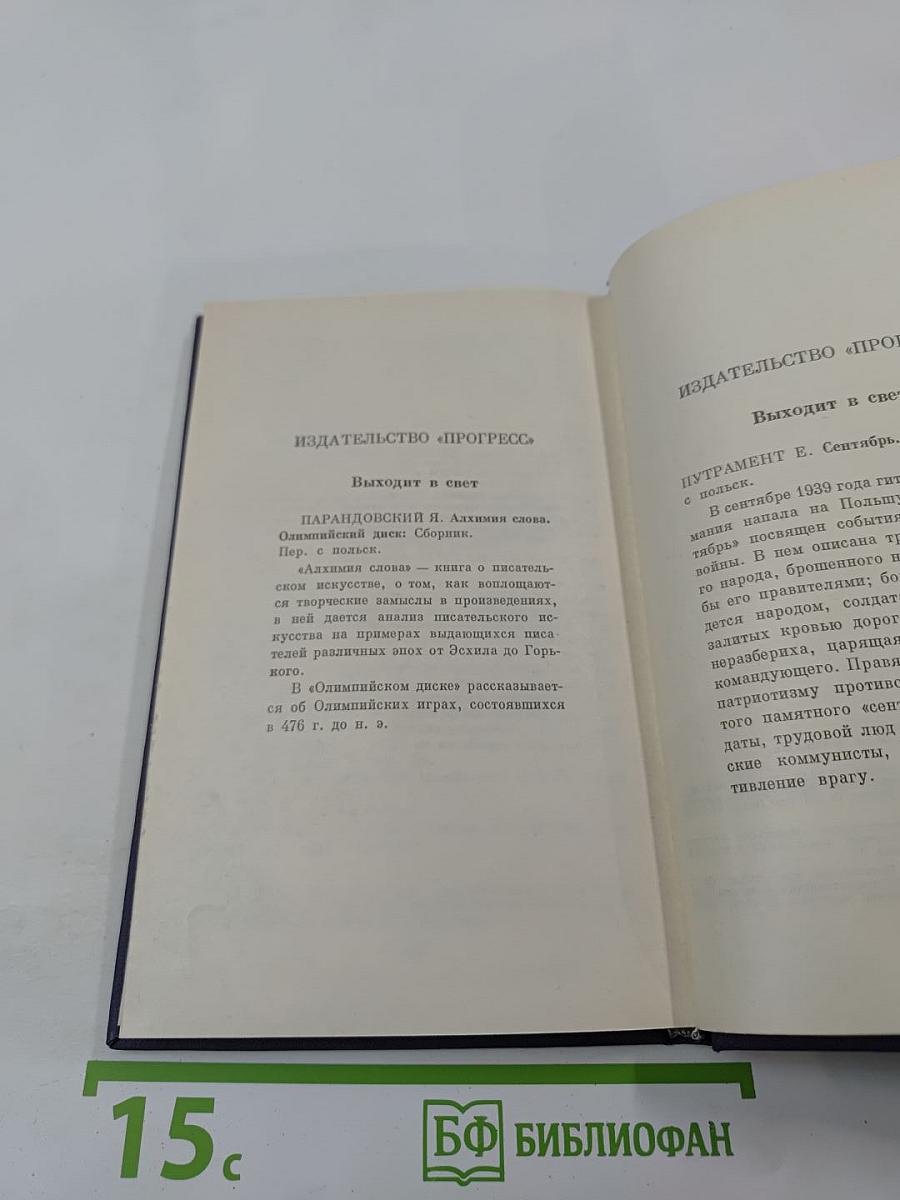 ИЗДАТЕЛЬСТВО «ПРОГРЕСС»
Выходит в свет
ПАРАНДОВСКИЙ Я. Алхимия слова.
Олимпийский диск: Сборник.
Пер. с польск.
«Алхимия слова» — книга о писатель-
ском искусстве, о том, как воплощают-
ся творческие замыслы в произведениях,
в ней дается анализ писательского ис-
кусства на примерах выдающихся писа-
телей различных эпох от Эсхила до Горь-
кого.
В «Олимпийском диске» рассказывает-
ся об Олимпийских играх, состоявшихся
в 476 г. до н. э.
ИЗДАТЕЛЬСТВО «ПРОГ
Выходит в свет
ПУТРАМЕНТ Е. Сентябрь.
с польск.
В сентябре 1939 года гит
мания напала на Польшу
тябрь» посвящен события
войны. В нем описана тр
го народа, брошенного н
бы его правителями; бо
дется народом, солдат
залитых кровью дорог
неразбериха, царящая
командующего. Правя
патриотизму противо
того памятного «сент
даты, трудовой люд
ские коммунисты,
тивление врагу.
15 с
БФ БИБЛИОФАН